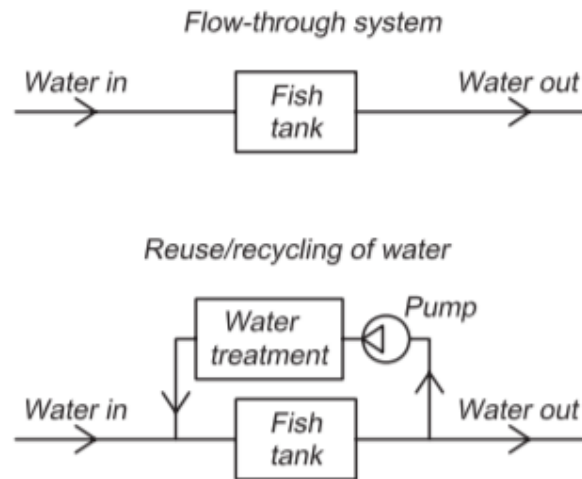 Flow-through system
Water in
Fish
tank
Water out
Reuse/recycling of water
Water
treatment
Pump
Water in
Fish
tank
Water out